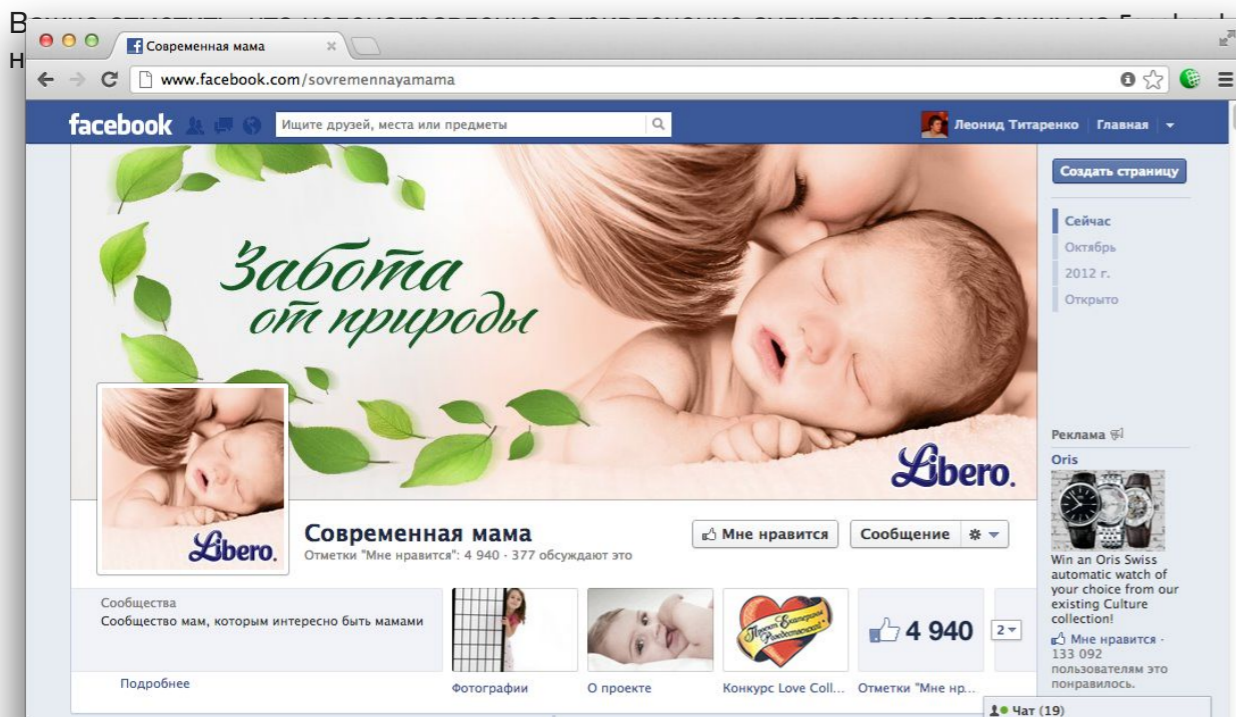 Современная мама
www.facebook.com/sovremennayamama
facebook
Ищите друзей, места или предметы
Леонид Титаренко
Главная
Создать страницу
Сейчас
Октябрь
2012 г.
Открыто
Забота
от природы
Libero.
Libero.
Современная мама
Отметки "Мне нравится": 4 940 · 377 обсуждают это
Мне нравится
Сообщение
Сообщества
Сообщество мам, которым интересно быть мамами
Подробнее
Фотографии
О проекте
Проект Екатерины
Рождественской
Конкурс Love Coll...
4 940
Отметки "Мне нр...
2
Реклама
Oris
Win an Oris Swiss
automatic watch of
your choice from our
existing Culture
collection!
Мне нравится ·
133 092
пользователям это
понравилось.
Чат (19)